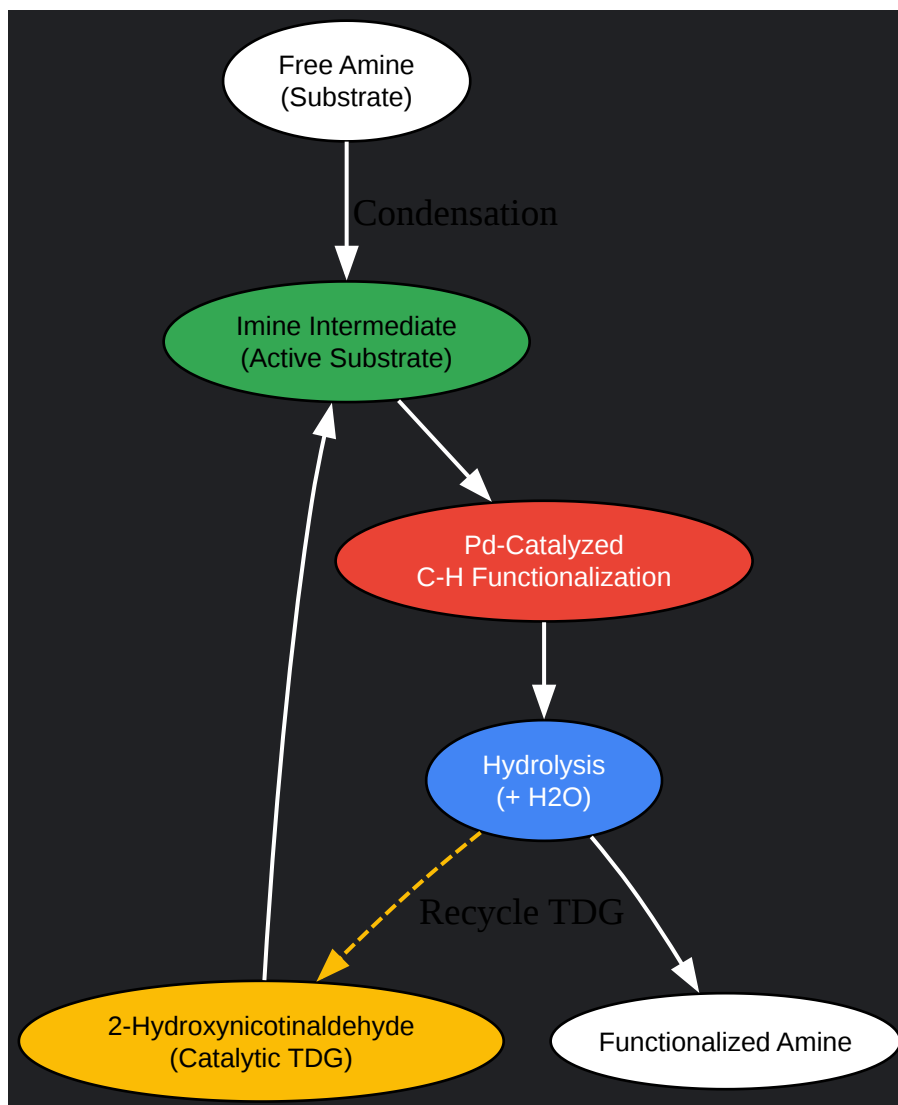 Free Amine
(Substrate)
Condensation
Imine Intermediate
(Active Substrate)
Pd-Catalyzed
C-H Functionalization
Hydrolysis
(+ H2O)
Recycle TDG
2-Hydroxynicotinaldehyde
(Catalytic TDG)
Functionalized Amine